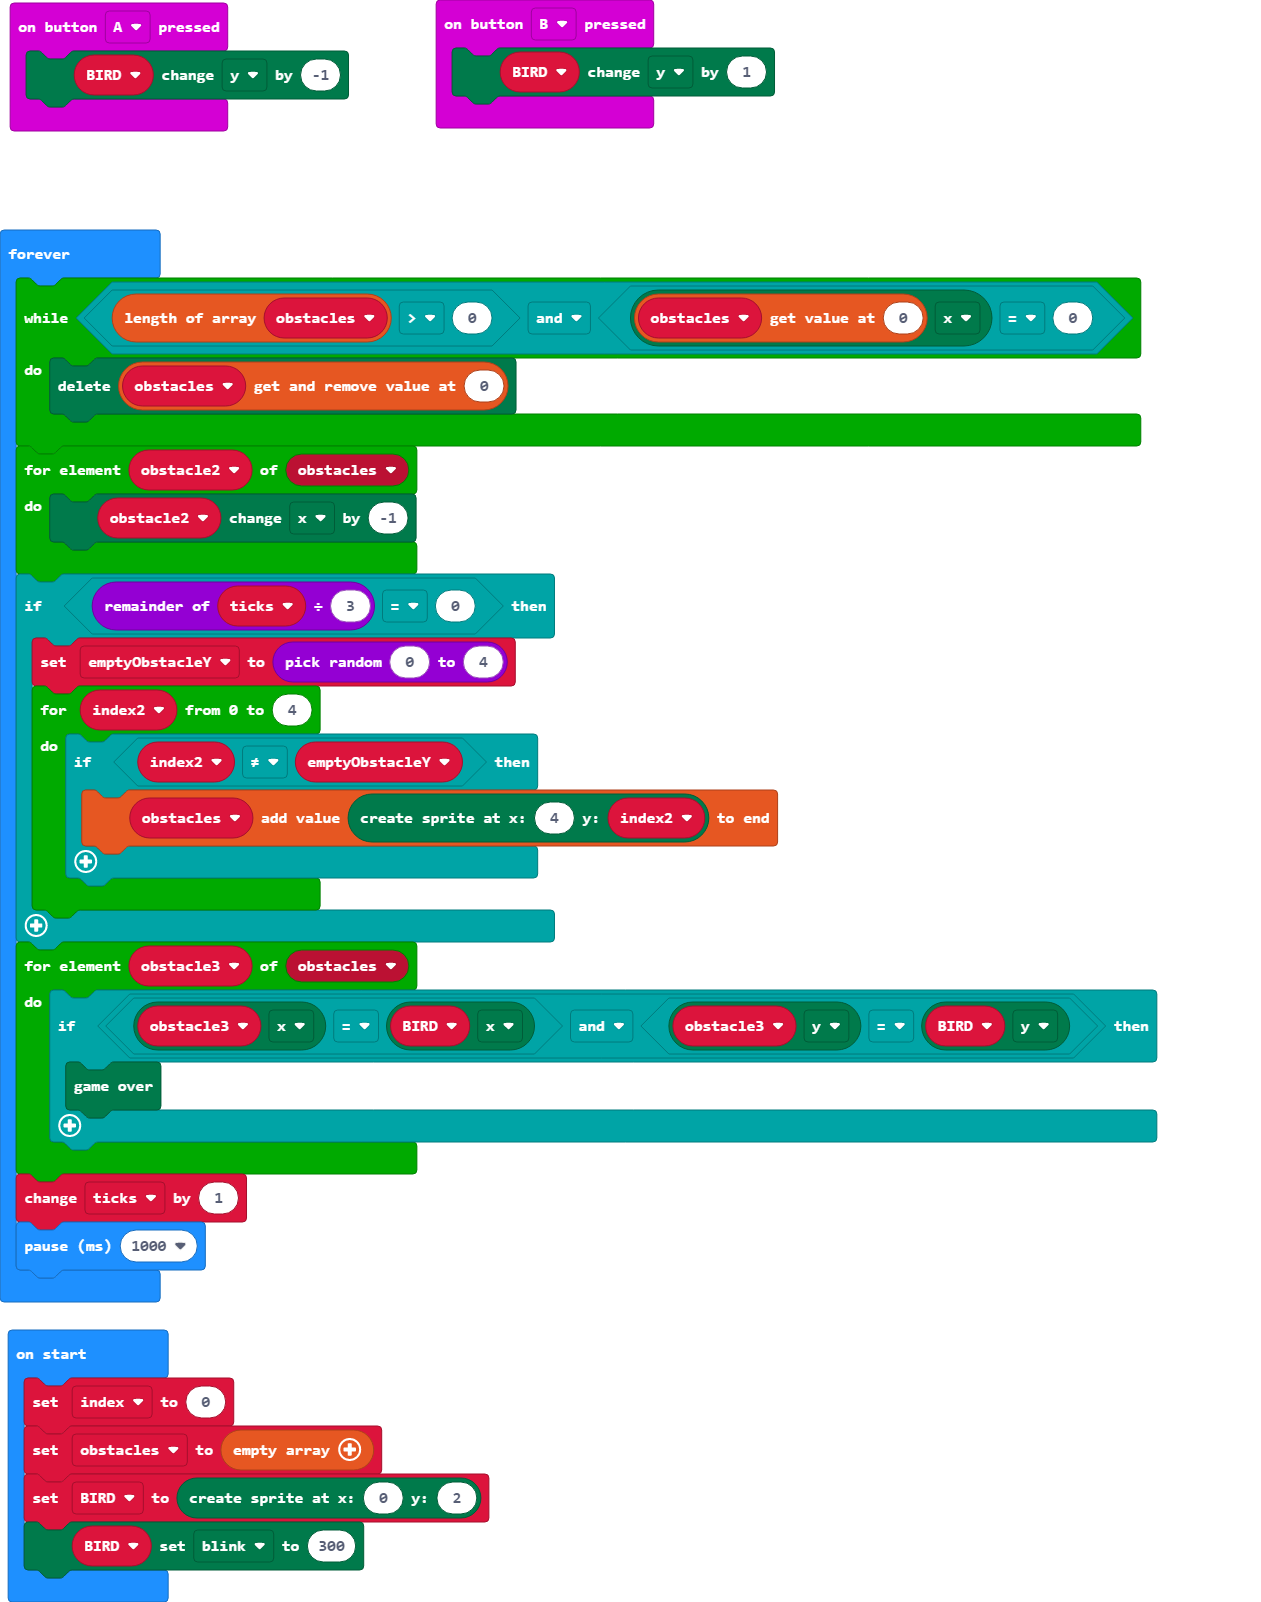 on button A pressed
BIRD change y by -1
on button B pressed
BIRD change y by 1
forever
while length of array obstacles > 0 and obstacles get value at 0 x = 0
do delete obstacles get and remove value at 0
for element obstacle2 of obstacles
do obstacle2 change x by -1
if remainder of ticks ÷ 3 = 0 then
set emptyObstacleY to pick random 0 to 4
for index2 from 0 to 4
do if index2 ≠ emptyObstacleY then
obstacles add value create sprite at x: 4 y: index2 to end
for element obstacle3 of obstacles
do if obstacle3 x = BIRD x and obstacle3 y = BIRD y then
game over
change ticks by 1
pause (ms) 1000
on start
set index to 0
set obstacles to empty array
set BIRD to create sprite at x: 0 y: 2
BIRD set blink to 300